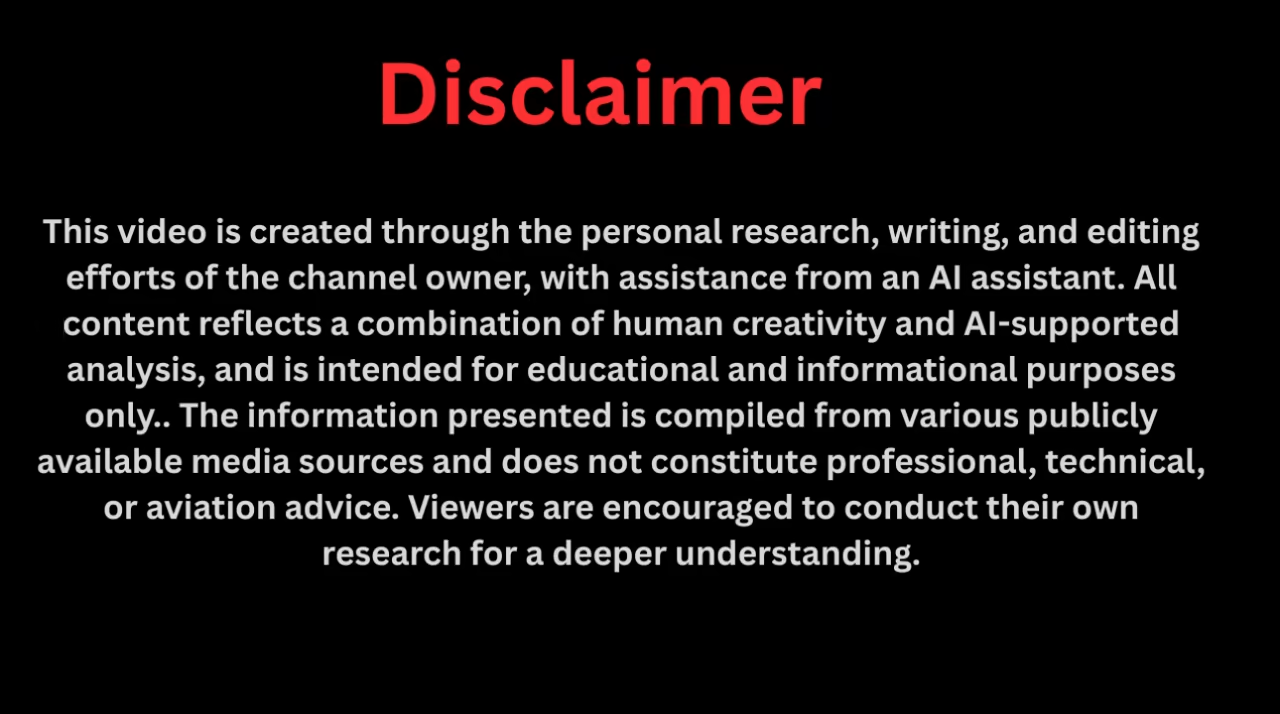 Disclaimer
This video is created through the personal research, writing, and editing
efforts of the channel owner, with assistance from an AI assistant. All
content reflects a combination of human creativity and AI-supported
analysis, and is intended for educational and informational purposes
only.. The information presented is compiled from various publicly
available media sources and does not constitute professional, technical,
or aviation advice. Viewers are encouraged to conduct their own
research for a deeper understanding.